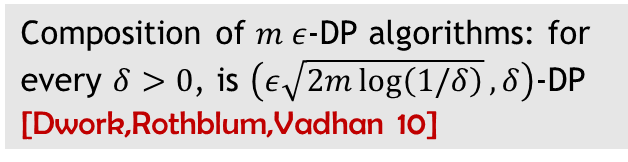 Composition of m ϵ-DP algorithms: for
every δ > 0, is (ϵ√2m log(1/δ), δ)-DP
[Dwork,Rothblum,Vadhan 10]